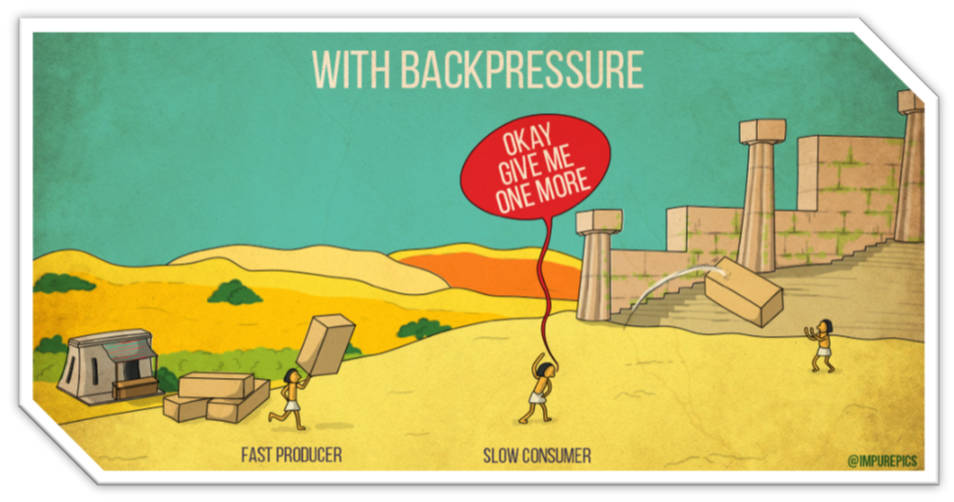 WITH BACKPRESSURE
OKAY
GIVE ME
ONE MORE
FAST PRODUCER
SLOW CONSUMER
@IMPUREPICS